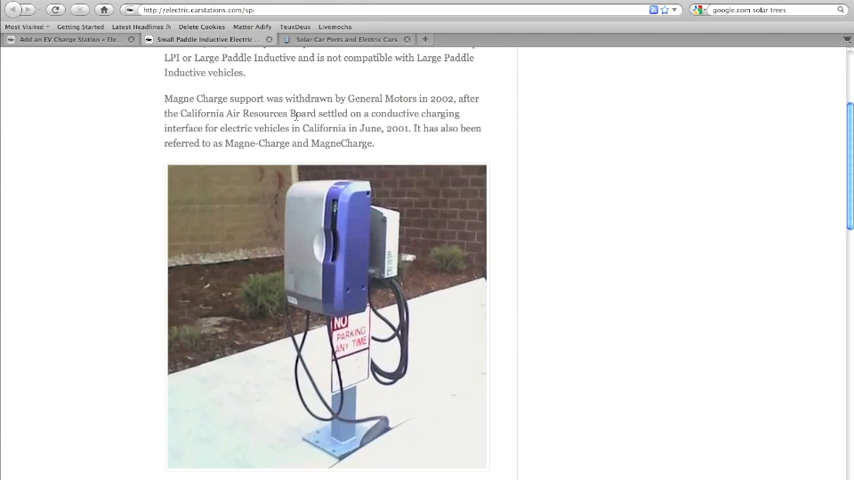 http://electric.carstations.com/spi
google.com solar trees
Most Visited
Getting Started
Latest Headlines
Delete Cookies
Matter Adify
TeuxDeux
Livemocha
Add an EV Charge Station « Ele...
Small Paddle Inductive Electric ...
Solar Car Ports and Electric Cars
LPI or Large Paddle Inductive and is not compatible with Large Paddle
Inductive vehicles.
Magne Charge support was withdrawn by General Motors in 2002, after
the California Air Resources Board settled on a conductive charging
interface for electric vehicles in California in June, 2001. It has also been
referred to as Magne-Charge and MagneCharge.
NO
PARKING
ANY TIME